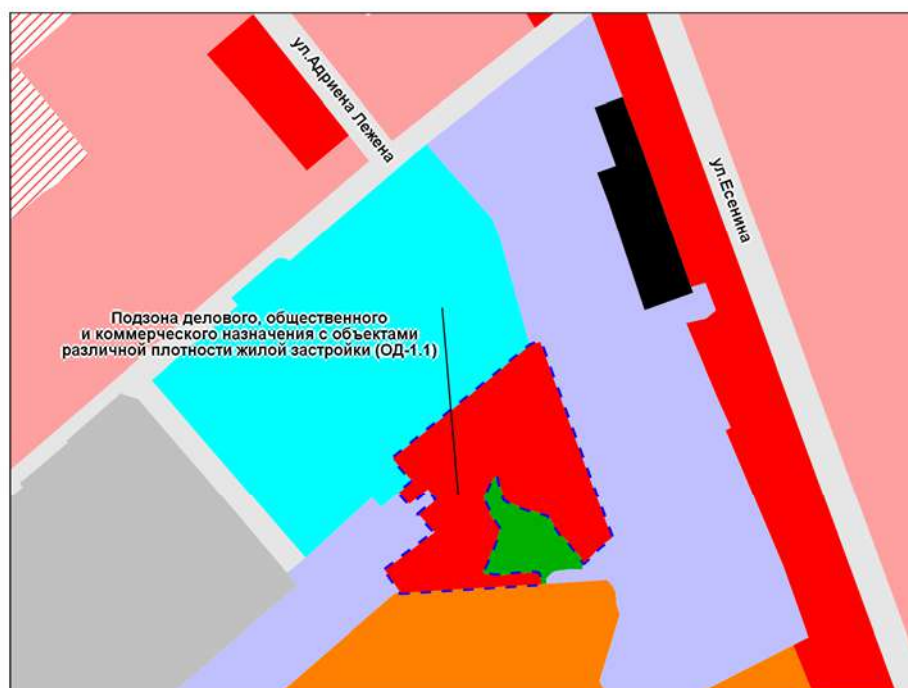 ул.Адриена Лежена
ул.Есенина
Подзона делового, общественного
и коммерческого назначения с объектами
различной плотности жилой застройки (ОД-1.1)